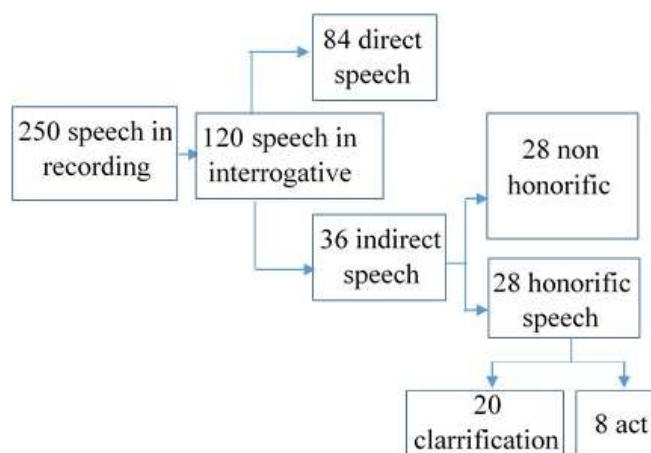 84 direct
speech
250 speech in
recording
120 speech in
interrogative
28 non
honorific
36 indirect
speech
28 honorific
speech
20
clarrification
8 act